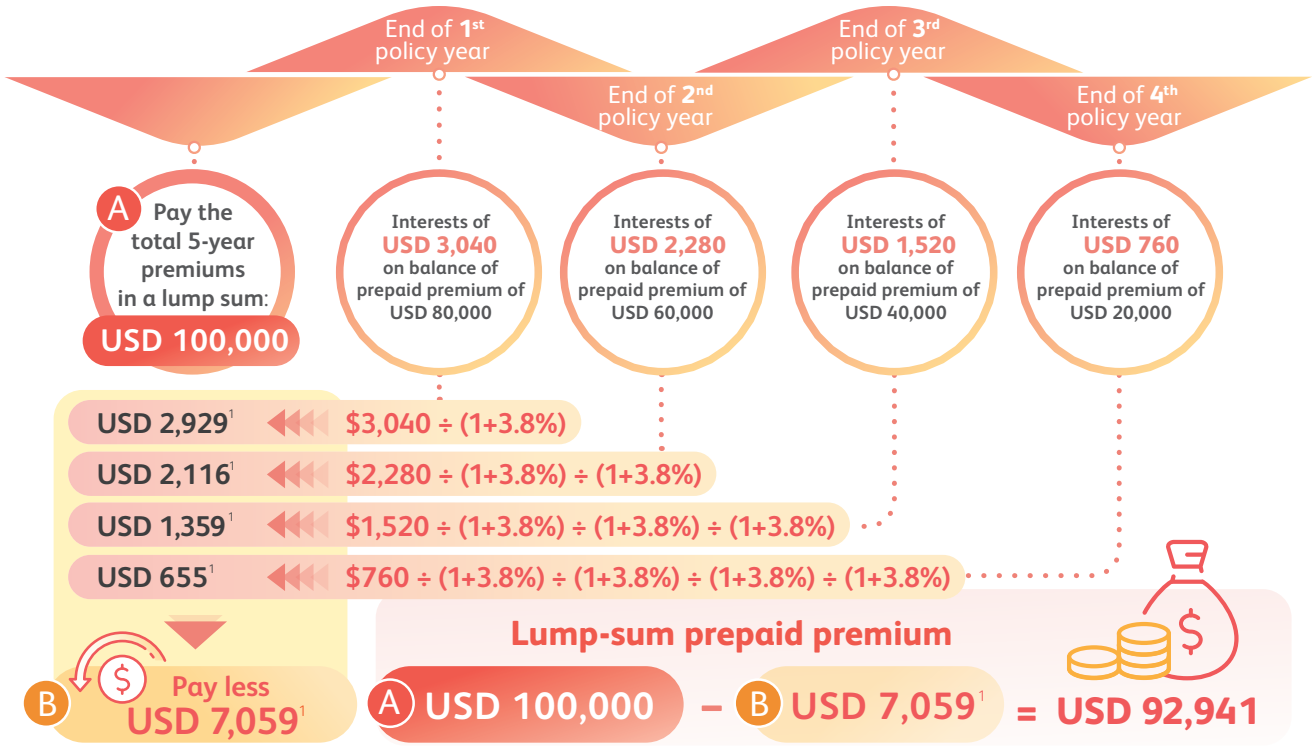 End of 1st
policy year
End of 2nd
policy year
End of 3rd
policy year
End of 4th
policy year
A
Pay the
total 5-year
premiums
in a lump sum:
USD 100,000
Interests of
USD 3,040
on balance of
prepaid premium of
USD 80,000
Interests of
USD 2,280
on balance of
prepaid premium of
USD 60,000
Interests of
USD 1,520
on balance of
prepaid premium of
USD 40,000
Interests of
USD 760
on balance of
prepaid premium of
USD 20,000
USD 2,929¹ $3,040 ÷ (1+3.8%)
USD 2,116¹ $2,280 ÷ (1+3.8%) ÷ (1+3.8%)
USD 1,359¹ $1,520 ÷ (1+3.8%) ÷ (1+3.8%) ÷ (1+3.8%)
USD 655¹ $760 ÷ (1+3.8%) ÷ (1+3.8%) ÷ (1+3.8%) ÷ (1+3.8%)
$
B
Pay less
USD 7,059¹
Lump-sum prepaid premium
$
A USD 100,000 – B USD 7,059¹ = USD 92,941